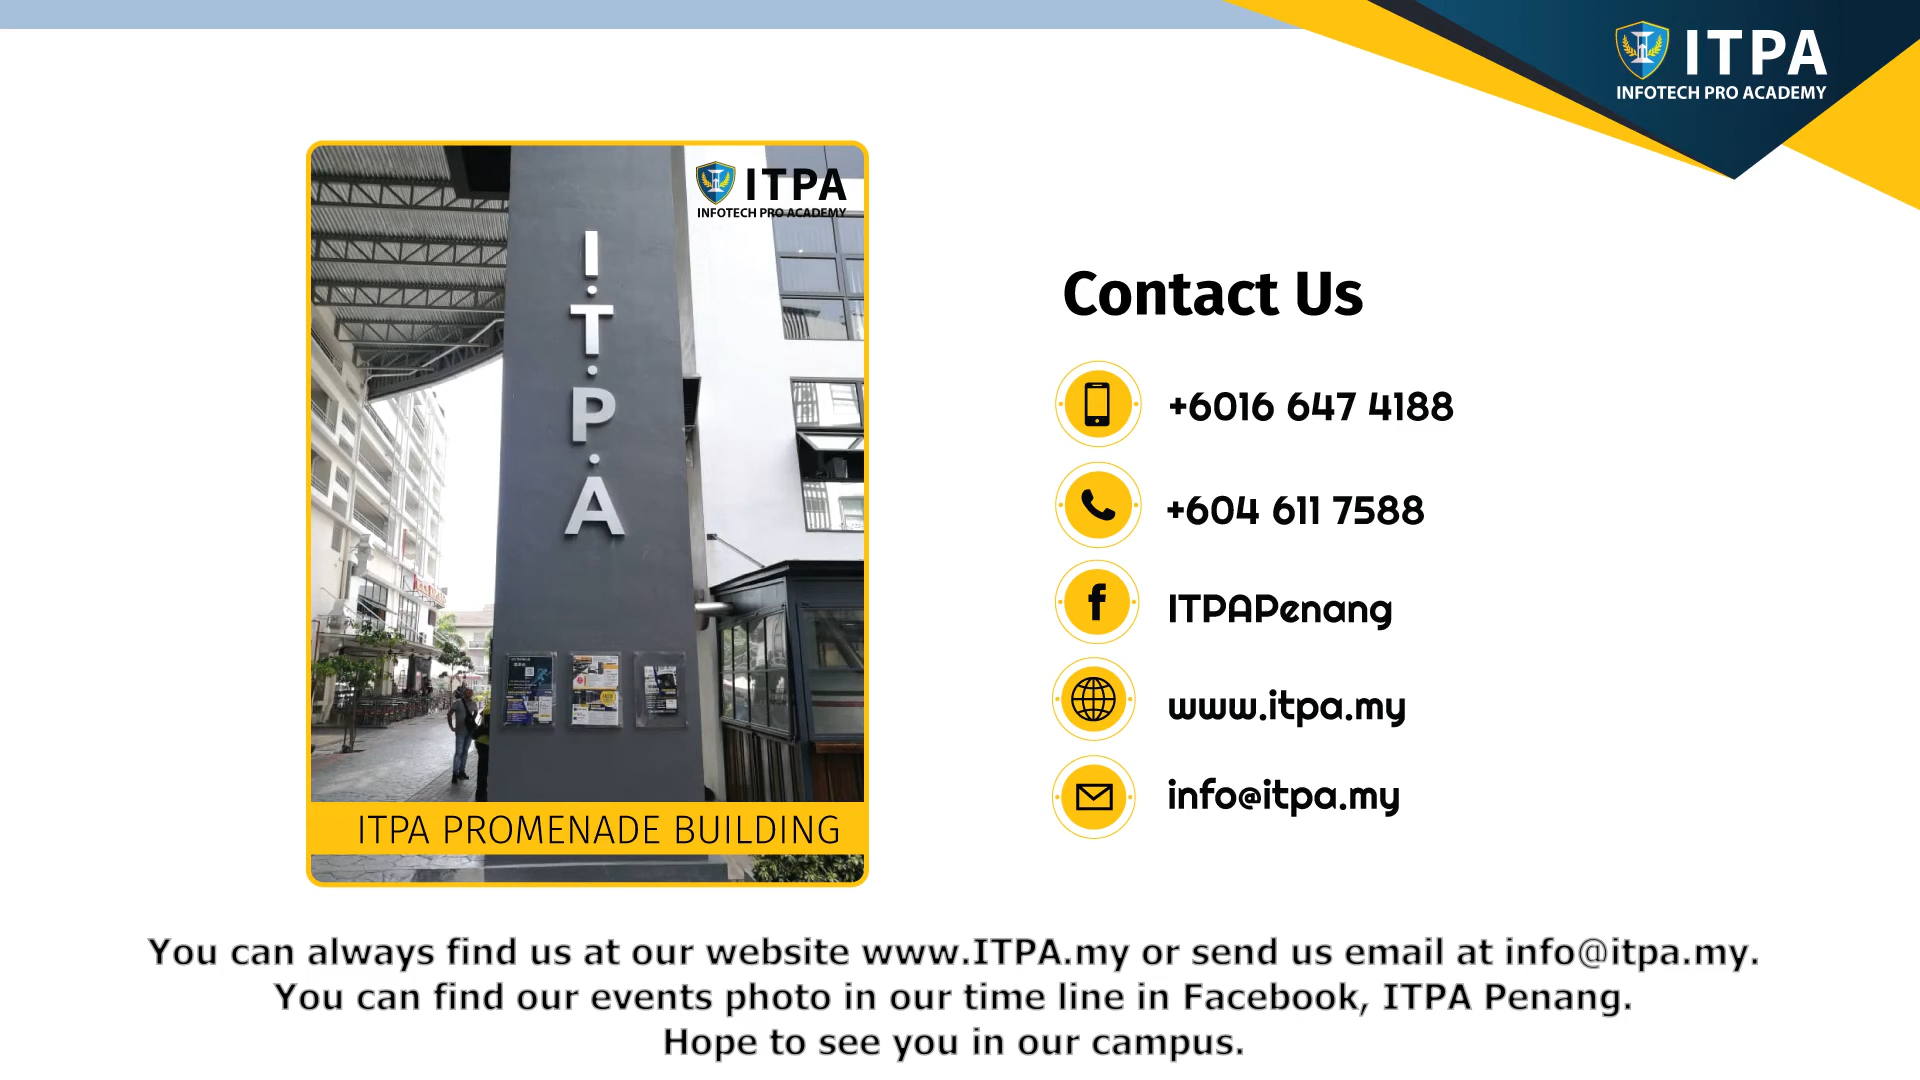 ITPA
INFOTECH PRO ACADEMY
ITPA
INFOTECH PRO ACADEMY
I.T.P.A
ITPA PROMENADE BUILDING
Contact Us
+6016 647 4188
+604 611 7588
ITPAPenang
www.itpa.my
info@itpa.my
You can always find us at our website www.ITPA.my or send us email at info@itpa.my.
You can find our events photo in our time line in Facebook, ITPA Penang.
Hope to see you in our campus.